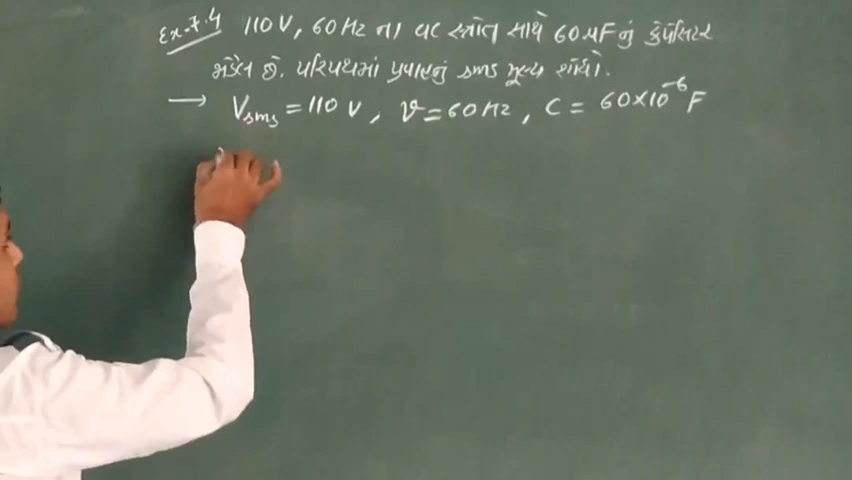 Ex-7.4 110V, 60Hz ના ac સ્ત્રોત સાથે 60μFનું કેપેસિટર
જોડેલ છે. પરિપથમાં પ્રવાહનું rms મૂલ્ય શોધો.
→ Vrms = 110 V, ν = 60 Hz, C = 60×10⁻⁶ F